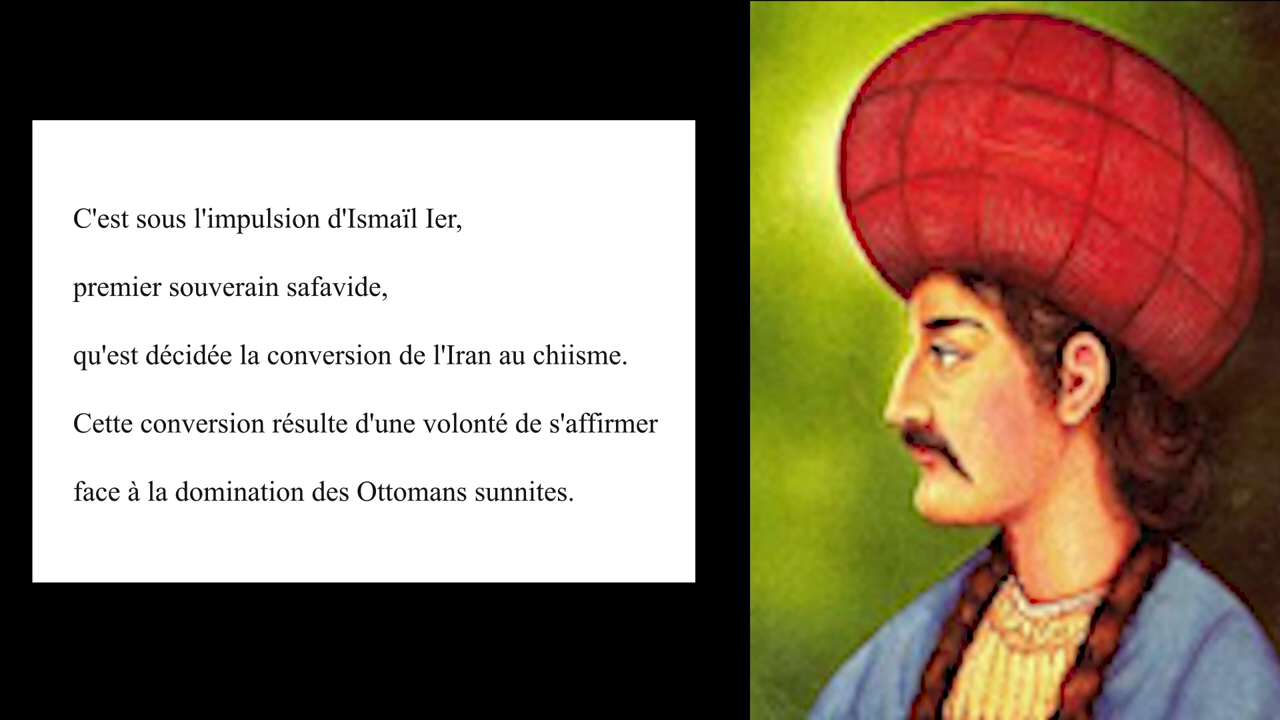 C'est sous l'impulsion d'Ismaïl Ier,
premier souverain safavide,
qu'est décidée la conversion de l'Iran au chiisme.
Cette conversion résulte d'une volonté de s'affirmer
face à la domination des Ottomans sunnites.